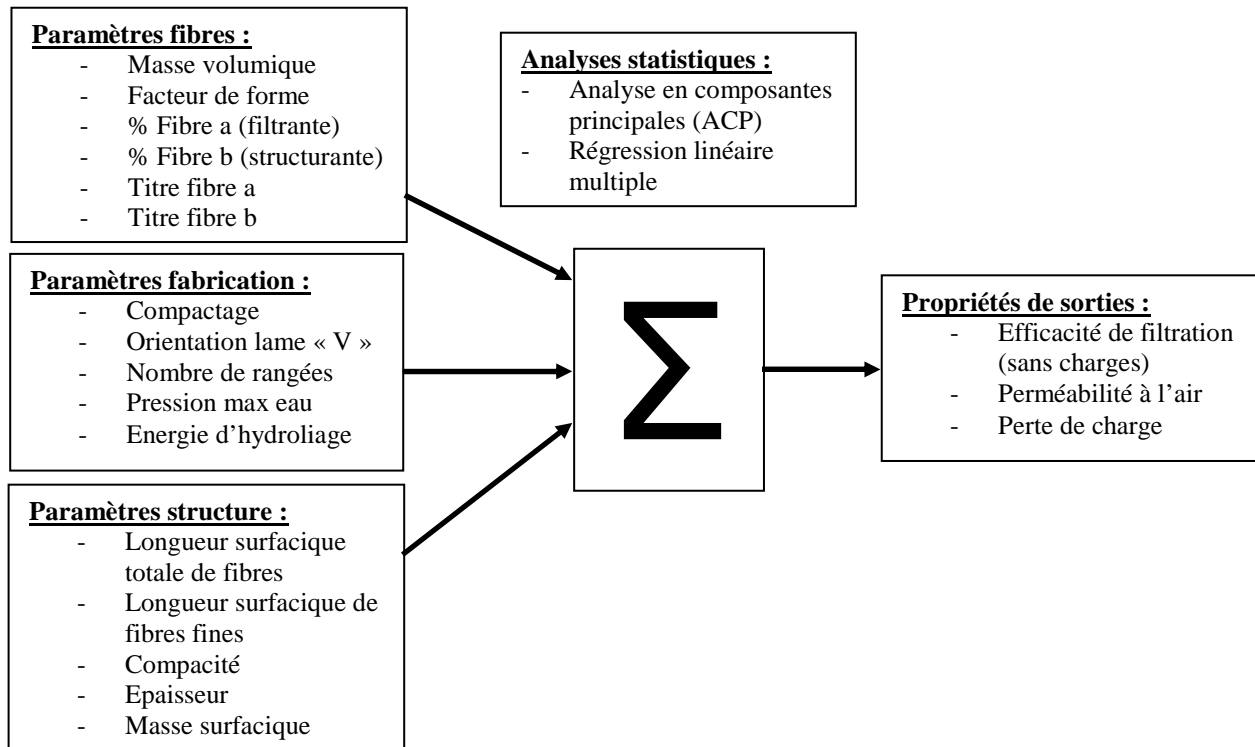 Paramètres fibres :
- Masse volumique
- Facteur de forme
- % Fibre a (filtrante)
- % Fibre b (structurante)
- Titre fibre a
- Titre fibre b
Analyses statistiques :
- Analyse en composantes
principales (ACP)
- Régression linéaire
multiple
Paramètres fabrication :
- Compactage
- Orientation lame « V »
- Nombre de rangées
- Pression max eau
- Energie d’hydroliage
Σ
Propriétés de sorties :
- Efficacité de filtration
(sans charges)
- Perméabilité à l’air
- Perte de charge
Paramètres structure :
- Longueur surfacique
totale de fibres
- Longueur surfacique de
fibres fines
- Compacité
- Epaisseur
- Masse surfacique